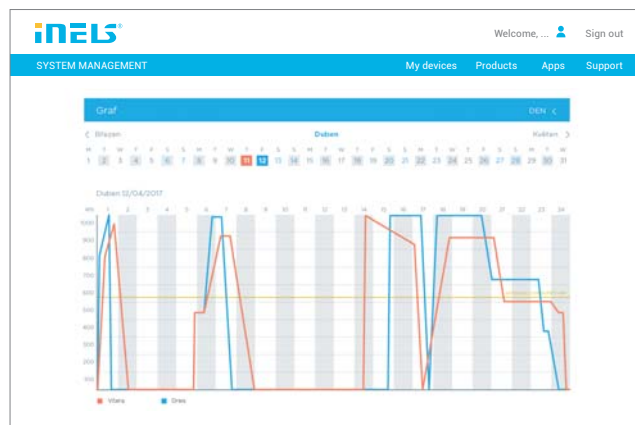 iNELS
Welcome, ... Sign out
SYSTEM MANAGEMENT My devices Products Apps Support
Graf DEN <
< Březen Duben Květen >
M T W T F S S M T W T F S S M T W T F S S M T W T F S S M T W
1 2 3 4 5 6 7 8 9 10 11 12 13 14 15 16 17 18 19 20 21 22 23 24 25 26 27 28 29 30 31
Duben 12/04/2017
1 2 3 4 5 6 7 8 9 10 11 12 13 14 15 16 17 18 19 20 21 22 23 24
1000
900
800
700
600
500
400
300
200
100
Včera Dnes